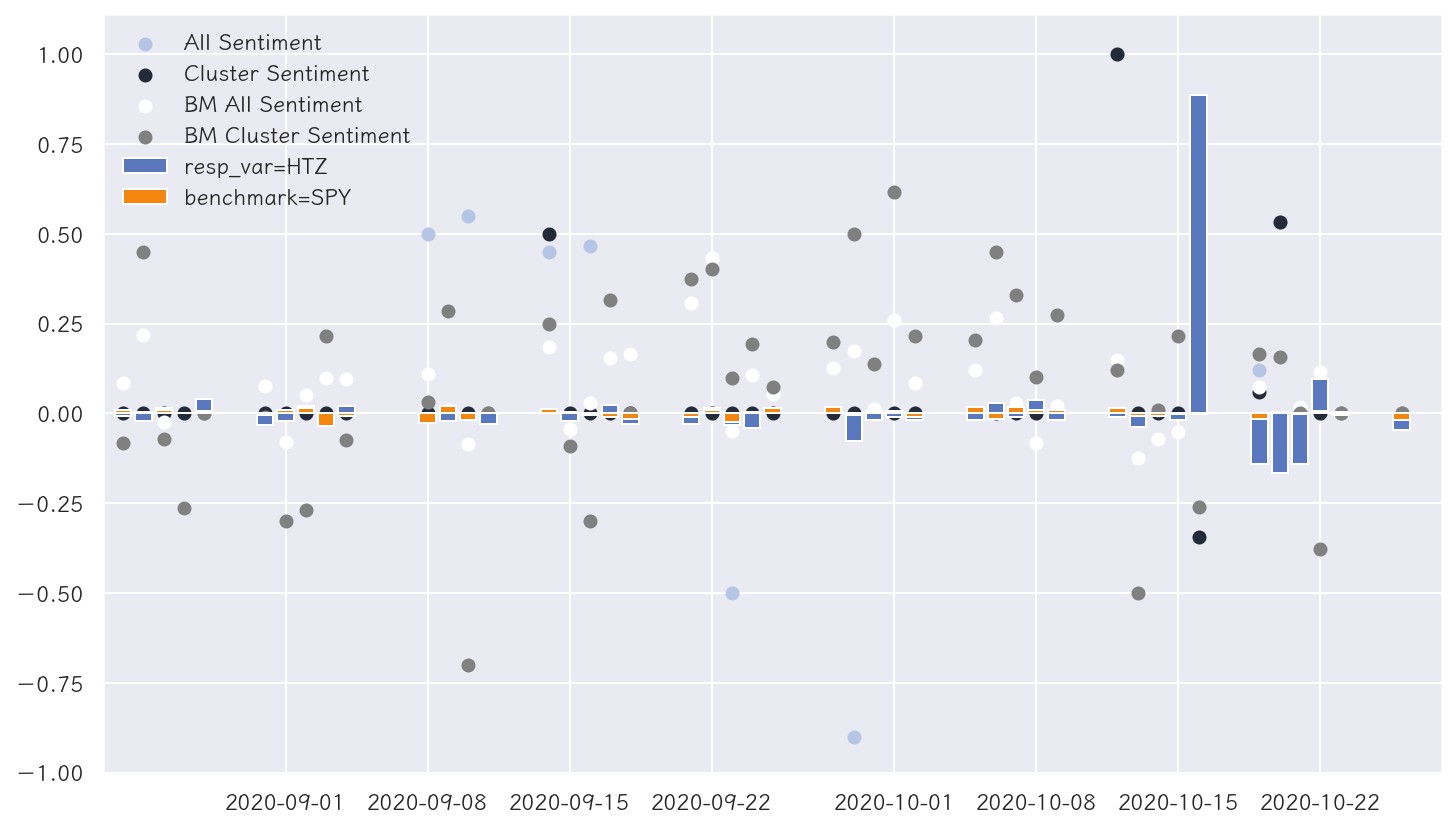 All Sentiment
Cluster Sentiment
BM All Sentiment
BM Cluster Sentiment
resp_var=HTZ
benchmark=SPY
1.00
0.75
0.50
0.25
0.00
−0.25
−0.50
−0.75
−1.00
2020-09-01 2020-09-08 2020-09-15 2020-09-22 2020-10-01 2020-10-08 2020-10-15 2020-10-22